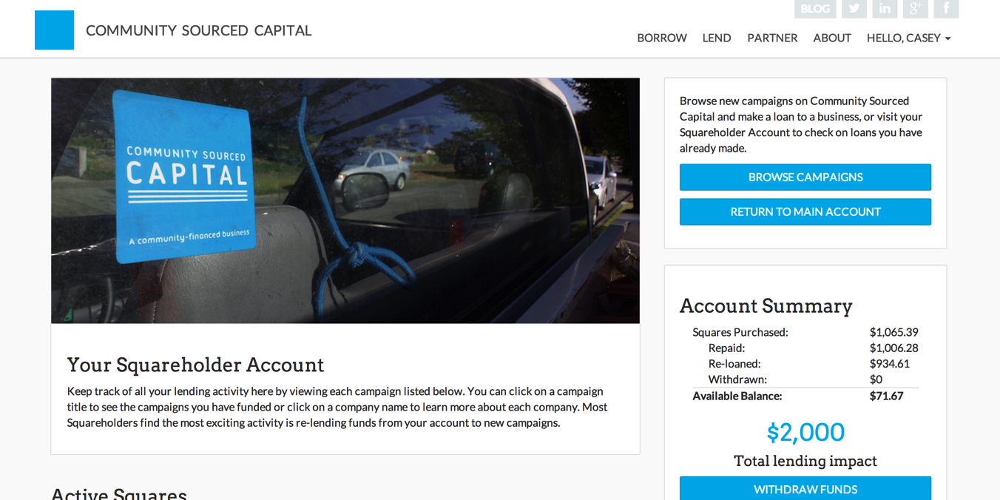 BLOG
COMMUNITY SOURCED CAPITAL
BORROW LEND PARTNER ABOUT HELLO, CASEY
COMMUNITY SOURCED
CAPITAL
A community-financed business
Your Squareholder Account
Keep track of all your lending activity here by viewing each campaign listed below. You can click on a campaign
title to see the campaigns you have funded or click on a company name to learn more about each company. Most
Squareholders find the most exciting activity is re-lending funds from your account to new campaigns.
Active Squares
Browse new campaigns on Community Sourced
Capital and make a loan to a business, or visit your
Squareholder Account to check on loans you have
already made.
BROWSE CAMPAIGNS
RETURN TO MAIN ACCOUNT
Account Summary
Squares Purchased: $1,065.39
Repaid: $1,006.28
Re-loaned: $934.61
Withdrawn: $0
Available Balance: $71.67
$2,000
Total lending impact
WITHDRAW FUNDS